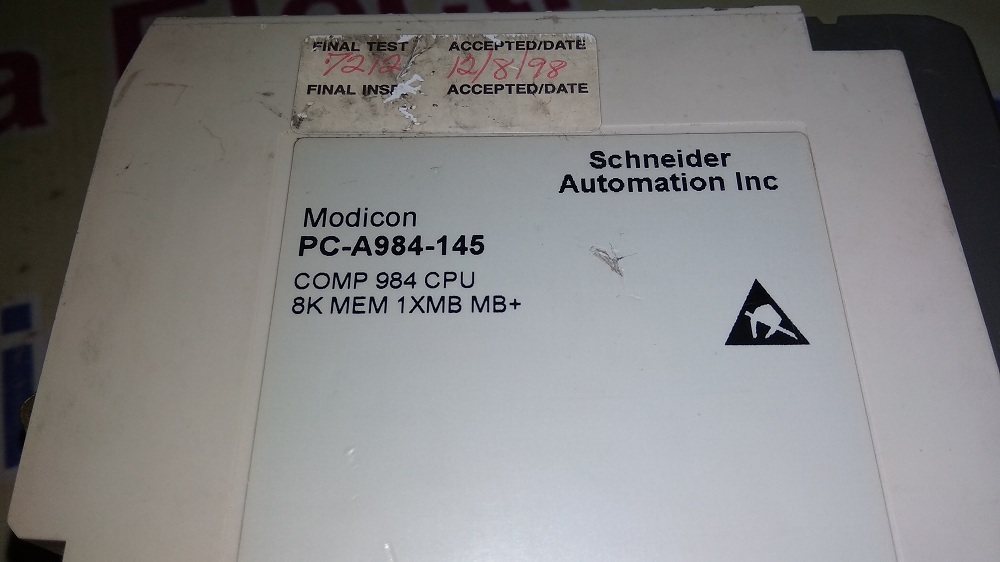 FINAL TEST ACCEPTED/DATE
12/8/98
FINAL ACCEPTED/DATE
Schneider
Automation Inc
Modicon
PC-A984-145
COMP 984 CPU
8K MEM 1XMB MB+